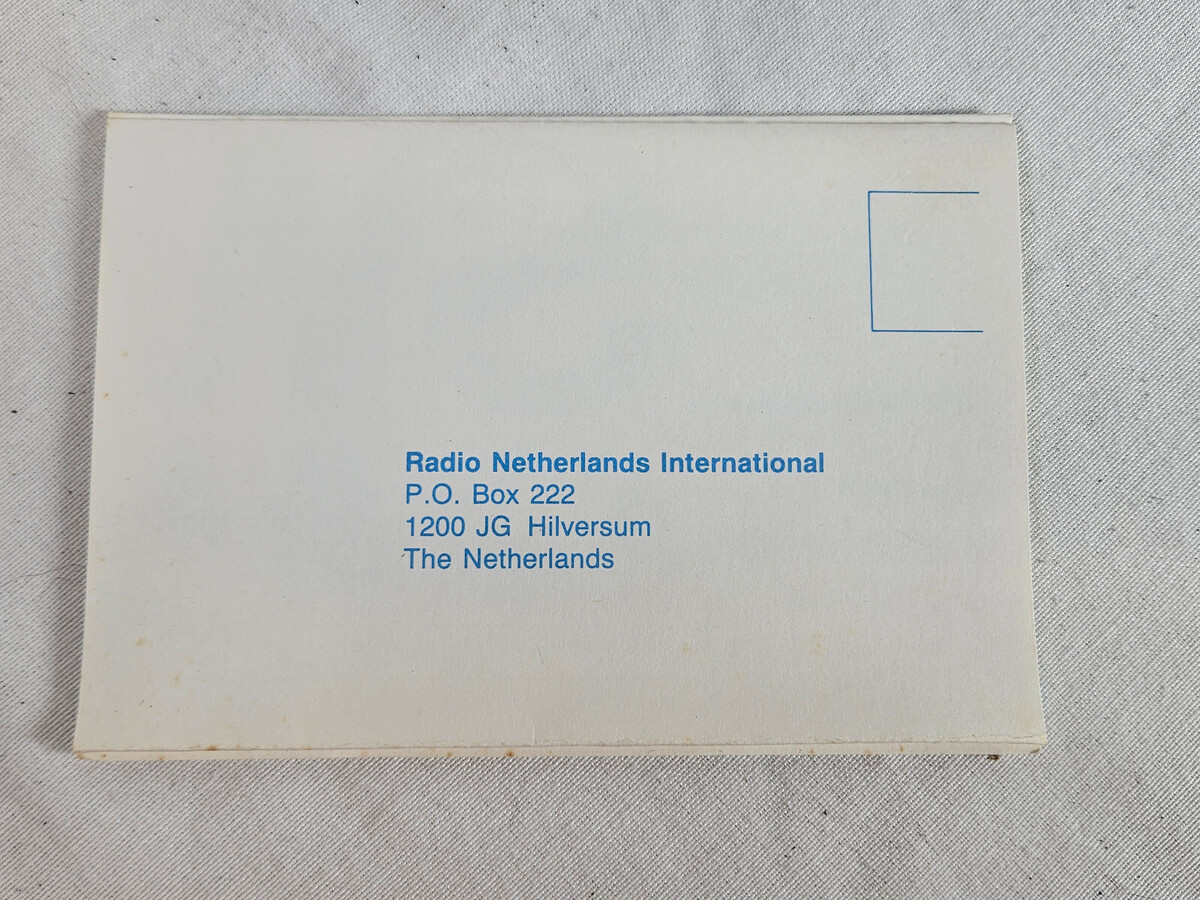 Radio Netherlands International
P.O. Box 222
1200 JG Hilversum
The Netherlands